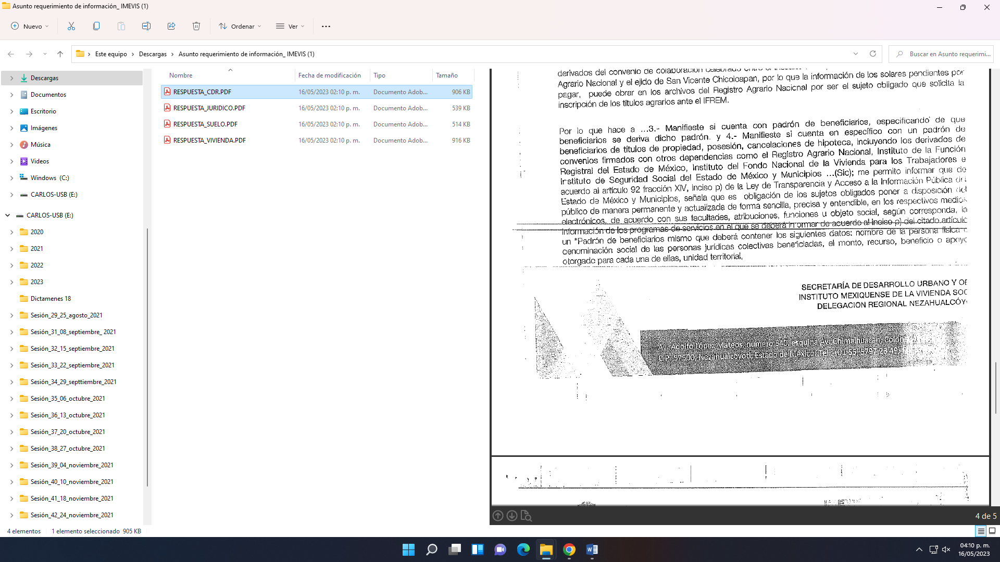 Asunto requerimiento de información_ IMEVIS (1)
Nuevo
Ordenar
Ver
Este equipo > Descargas > Asunto requerimiento de información_ IMEVIS (1)
Buscar en Asunto requerimi...
Descargas
Documentos
Escritorio
Imágenes
Música
Videos
Windows (C:)
CARLOS-USB (E:)
CARLOS-USB (E:)
2020
2021
2022
2023
Dictamenes 18
Sesión_29_25_agosto_2021
Sesión_31_08_septiembre_ 2021
Sesión_32_15_septiembre_2021
Sesión_33_22_septiembre_2021
Sesión_34_29_septtiembre_2021
Sesión_35_06_octubre_2021
Sesión_36_13_octubre_2021
Sesión_37_20_octubre_2021
Sesión_38_27_octubre_2021
Sesión_39_04_noviembre_2021
Sesión_40_10_noviembre_2021
Sesión_41_18_noviembre_2021
Sesión_42_24_noviembre_2021
Nombre Fecha de modificación Tipo Tamaño
RESPUESTA_CDR.PDF 16/05/2023 02:10 p. m. Documento Adob... 906 KB
RESPUESTA_JURIDICO.PDF 16/05/2023 02:10 p. m. Documento Adob... 539 KB
RESPUESTA_SUELO.PDF 16/05/2023 02:10 p. m. Documento Adob... 514 KB
RESPUESTA_VIVIENDA.PDF 16/05/2023 02:10 p. m. Documento Adob... 916 KB
derivados del convenio de colaboración celebrado entre el
Agrario Nacional y el ejido de San Vicente Chicoloapan, por lo que la información de los solares pendientes por
pagar, puede obrar en los archivos del Registro Agrario Nacional por ser el sujeto obligado que solicita la
inscripción de los títulos agrarios ante el IFREM.
Por lo que hace a ...3.- Manifieste si cuenta con padrón de beneficiarios, especificando de que
beneficiarios se deriva dicho padrón. y 4.- Manifieste si cuenta en específico con un padrón de
beneficiarios de títulos de propiedad, posesión, cancelaciones de hipoteca, incluyendo los derivados de
convenios firmados con otros dependencias como el Registro Agrario Nacional, Instituto de la Función
Registral del Estado de México, Instituto del Fondo Nacional de la Vivienda para los Trabajadores e
Instituto de Seguridad Social del Estado de México y Municipios ...(Sic); me permito informar que de
acuerdo al artículo 92 fracción XIV, inciso p) de la Ley de Transparencia y Acceso a la Información Pública del
Estado de México y Municipios, señala que es obligación de los sujetos obligados poner a disposición del
público de manera permanente y actualizada de forma sencilla, precisa y entendible, en los respectivos medios
electrónicos, de acuerdo con sus facultades, atribuciones, funciones u objeto social, según corresponda, la
información de los programas de servicios en el que se deberá informar de acuerdo al inciso p) del citado artículo
un "Padrón de beneficiarios mismo que deberá contener los siguientes datos: nombre de la persona física o
denominación social de las personas jurídicas colectivas beneficiadas, el monto, recurso, beneficio o apoyo
otorgado para cada una de ellas, unidad territorial,
SECRETARÍA DE DESARROLLO URBANO Y OB
INSTITUTO MEXIQUENSE DE LA VIVIENDA SOC
DELEGACION REGIONAL NEZAHUALCÓY
Av. Adolfo López Mateos, número 540, esquina Av. Chimalhuacán,
C.P. 57500, Nezahualcóyotl, Estado de México,
4 de 5
4 elementos 1 elemento seleccionado 905 KB
04:10 p. m.
16/05/2023